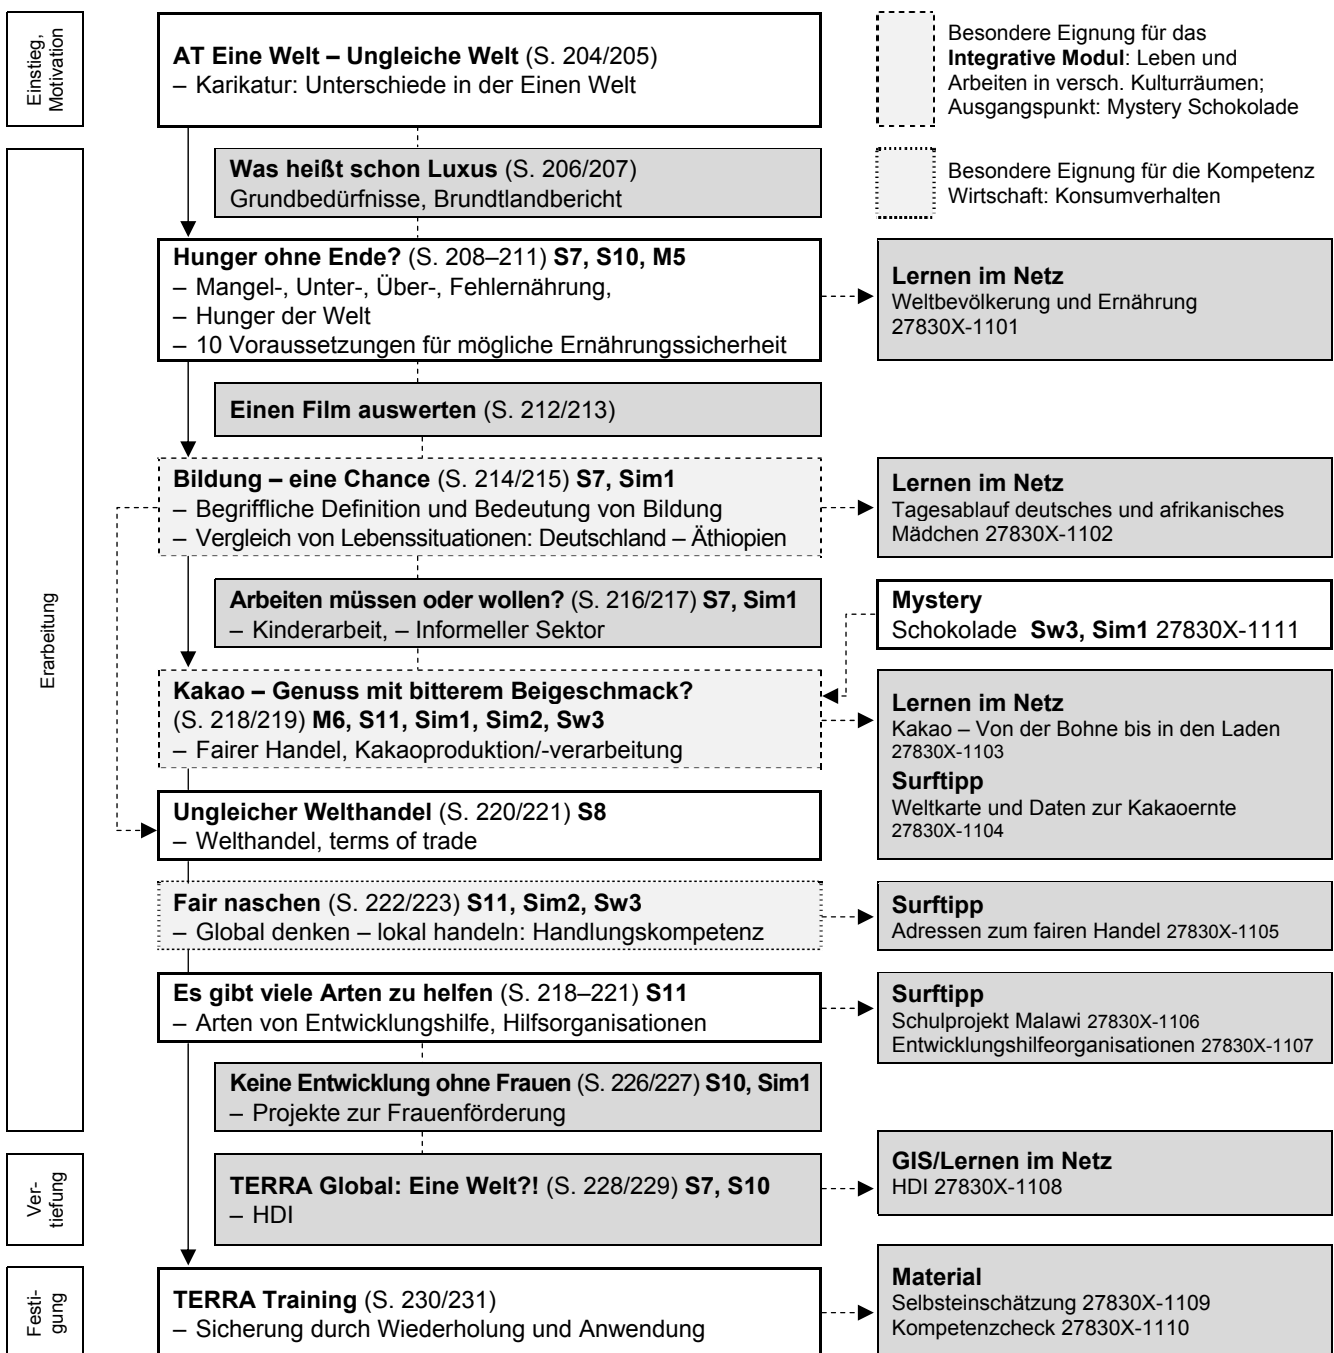 Einstieg,
Motivation
AT Eine Welt – Ungleiche Welt (S. 204/205)
– Karikatur: Unterschiede in der Einen Welt
Besondere Eignung für das
Integrative Modul: Leben und
Arbeiten in versch. Kulturräumen;
Ausgangspunkt: Mystery Schokolade
Besondere Eignung für die Kompetenz
Wirtschaft: Konsumverhalten
Erarbeitung
Was heißt schon Luxus (S. 206/207)
Grundbedürfnisse, Brundtlandbericht
Hunger ohne Ende? (S. 208–211) S7, S10, M5
– Mangel-, Unter-, Über-, Fehlernährung,
– Hunger der Welt
– 10 Voraussetzungen für mögliche Ernährungssicherheit
Lernen im Netz
Weltbevölkerung und Ernährung
27830X-1101
Einen Film auswerten (S. 212/213)
Bildung – eine Chance (S. 214/215) S7, Sim1
– Begriffliche Definition und Bedeutung von Bildung
– Vergleich von Lebenssituationen: Deutschland – Äthiopien
Lernen im Netz
Tagesablauf deutsches und afrikanisches
Mädchen 27830X-1102
Arbeiten müssen oder wollen? (S. 216/217) S7, Sim1
– Kinderarbeit, – Informeller Sektor
Mystery
Schokolade Sw3, Sim1 27830X-1111
Kakao – Genuss mit bitterem Beigeschmack?
(S. 218/219) M6, S11, Sim1, Sim2, Sw3
– Fairer Handel, Kakaoproduktion/-verarbeitung
Lernen im Netz
Kakao – Von der Bohne bis in den Laden
27830X-1103
Surftipp
Weltkarte und Daten zur Kakaoernte
27830X-1104
Ungleicher Welthandel (S. 220/221) S8
– Welthandel, terms of trade
Fair naschen (S. 222/223) S11, Sim2, Sw3
– Global denken – lokal handeln: Handlungskompetenz
Surftipp
Adressen zum fairen Handel 27830X-1105
Es gibt viele Arten zu helfen (S. 218–221) S11
– Arten von Entwicklungshilfe, Hilfsorganisationen
Surftipp
Schulprojekt Malawi 27830X-1106
Entwicklungshilfeorganisationen 27830X-1107
Keine Entwicklung ohne Frauen (S. 226/227) S10, Sim1
– Projekte zur Frauenförderung
Ver-
tiefung
TERRA Global: Eine Welt?! (S. 228/229) S7, S10
– HDI
GIS/Lernen im Netz
HDI 27830X-1108
Festi-
gung
TERRA Training (S. 230/231)
– Sicherung durch Wiederholung und Anwendung
Material
Selbsteinschätzung 27830X-1109
Kompetenzcheck 27830X-1110